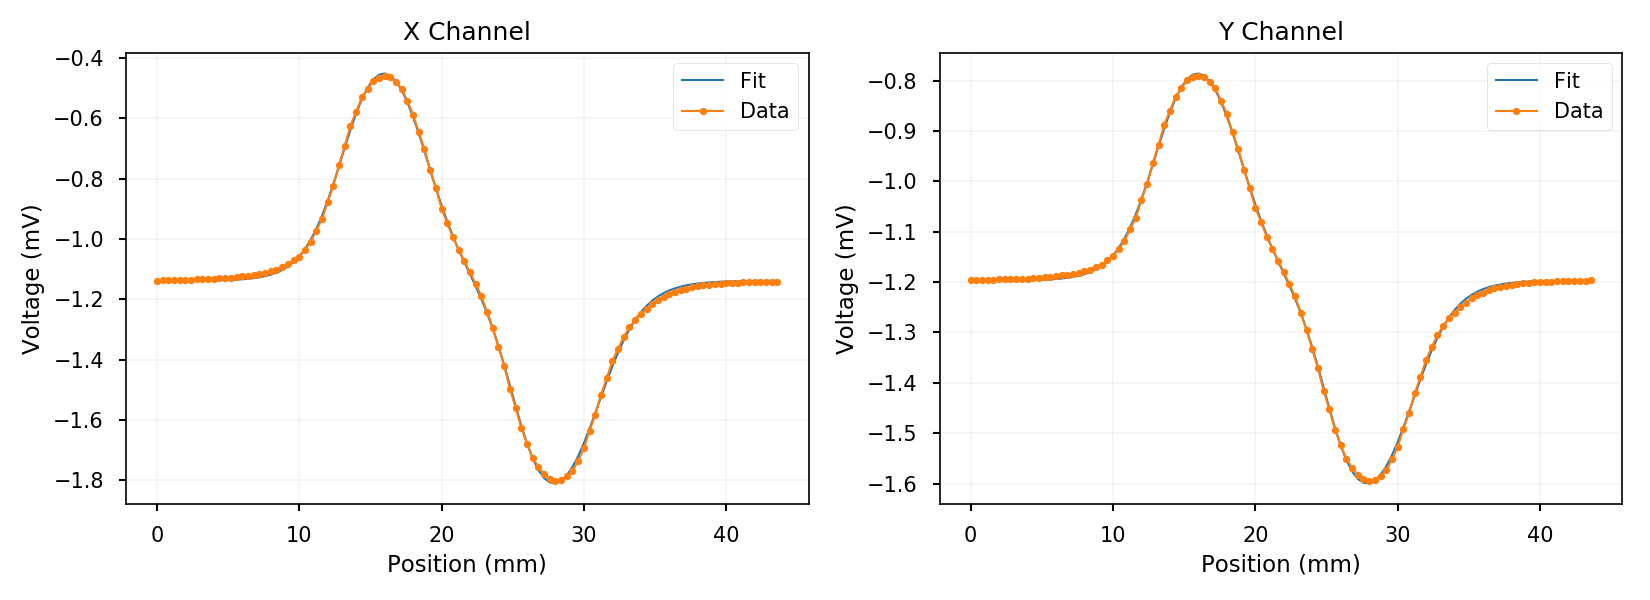 X Channel
Fit
Data
−0.4
−0.6
−0.8
−1.0
−1.2
−1.4
−1.6
−1.8
Voltage (mV)
0 10 20 30 40
Position (mm)
Y Channel
Fit
Data
−0.8
−0.9
−1.0
−1.1
−1.2
−1.3
−1.4
−1.5
−1.6
Voltage (mV)
0 10 20 30 40
Position (mm)